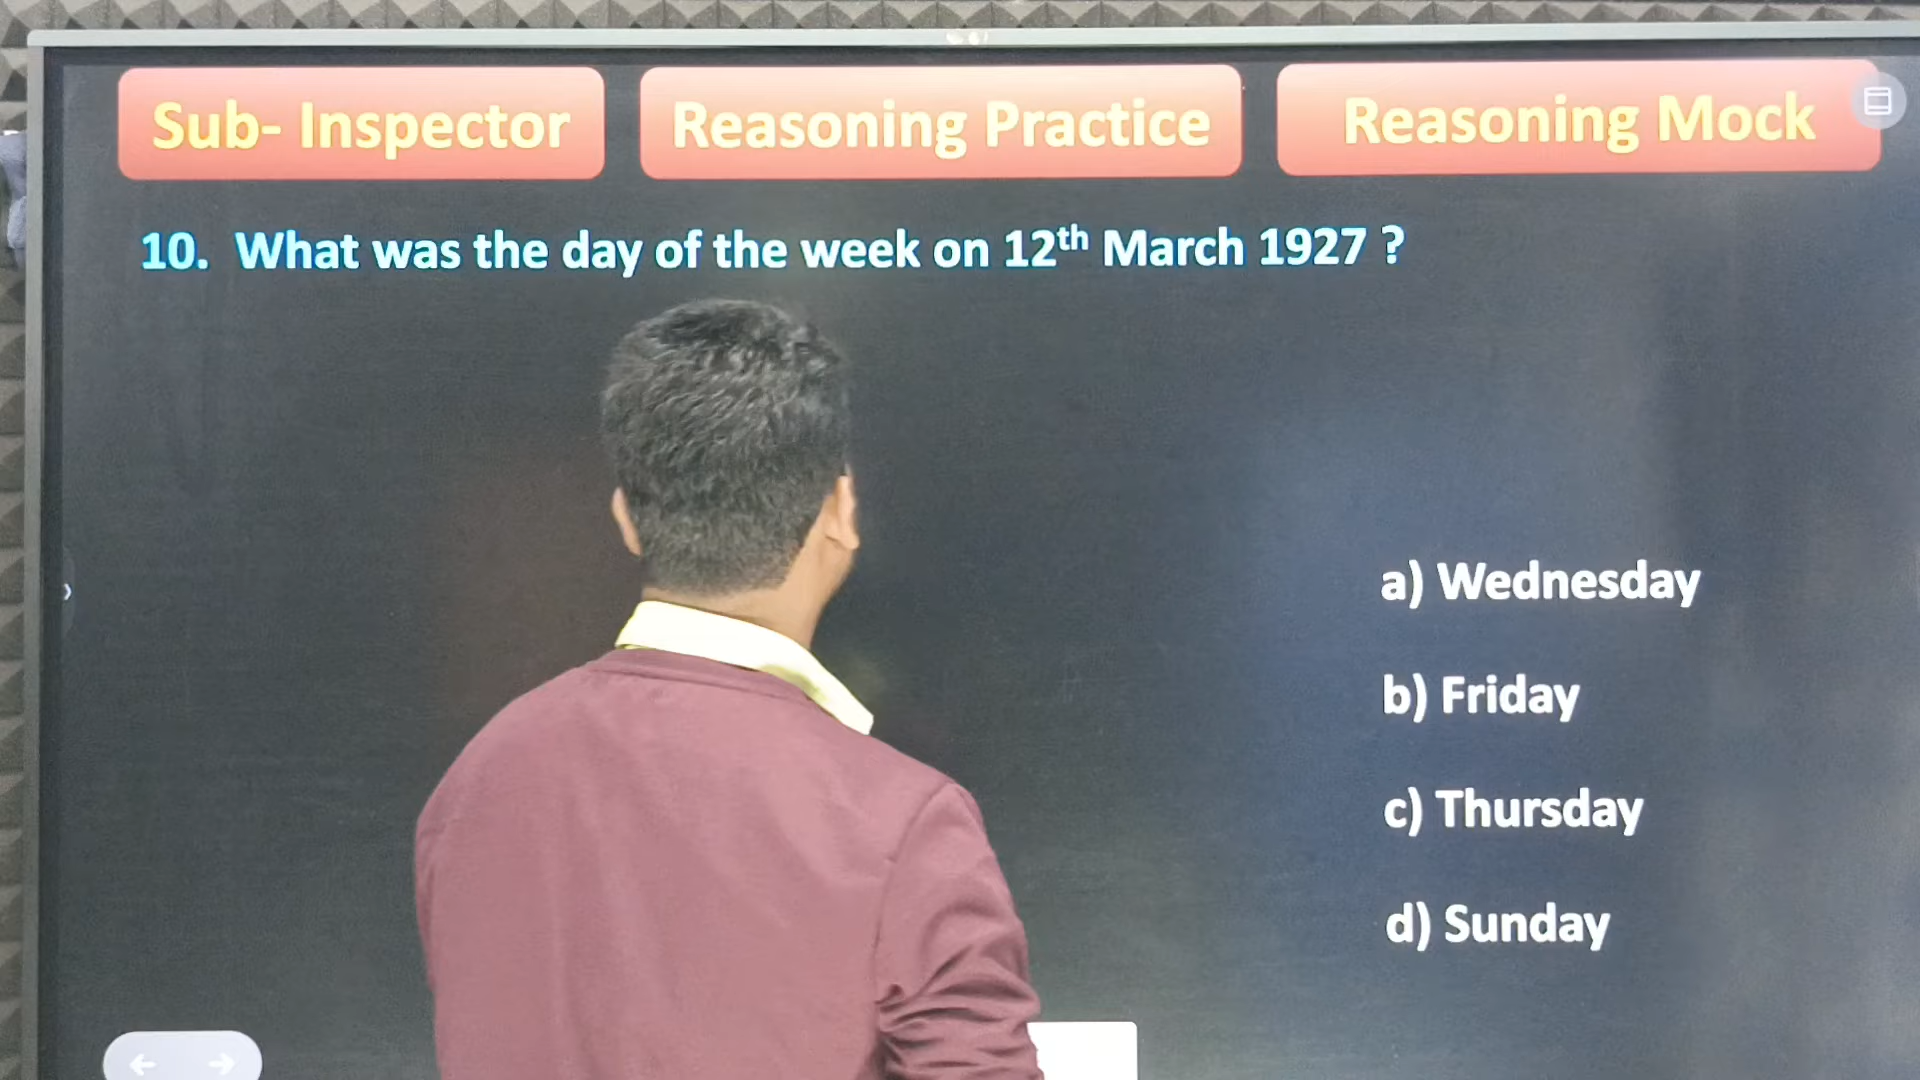 Sub- Inspector
Reasoning Practice
Reasoning Mock
10. What was the day of the week on 12th March 1927 ?
a) Wednesday
b) Friday
c) Thursday
d) Sunday